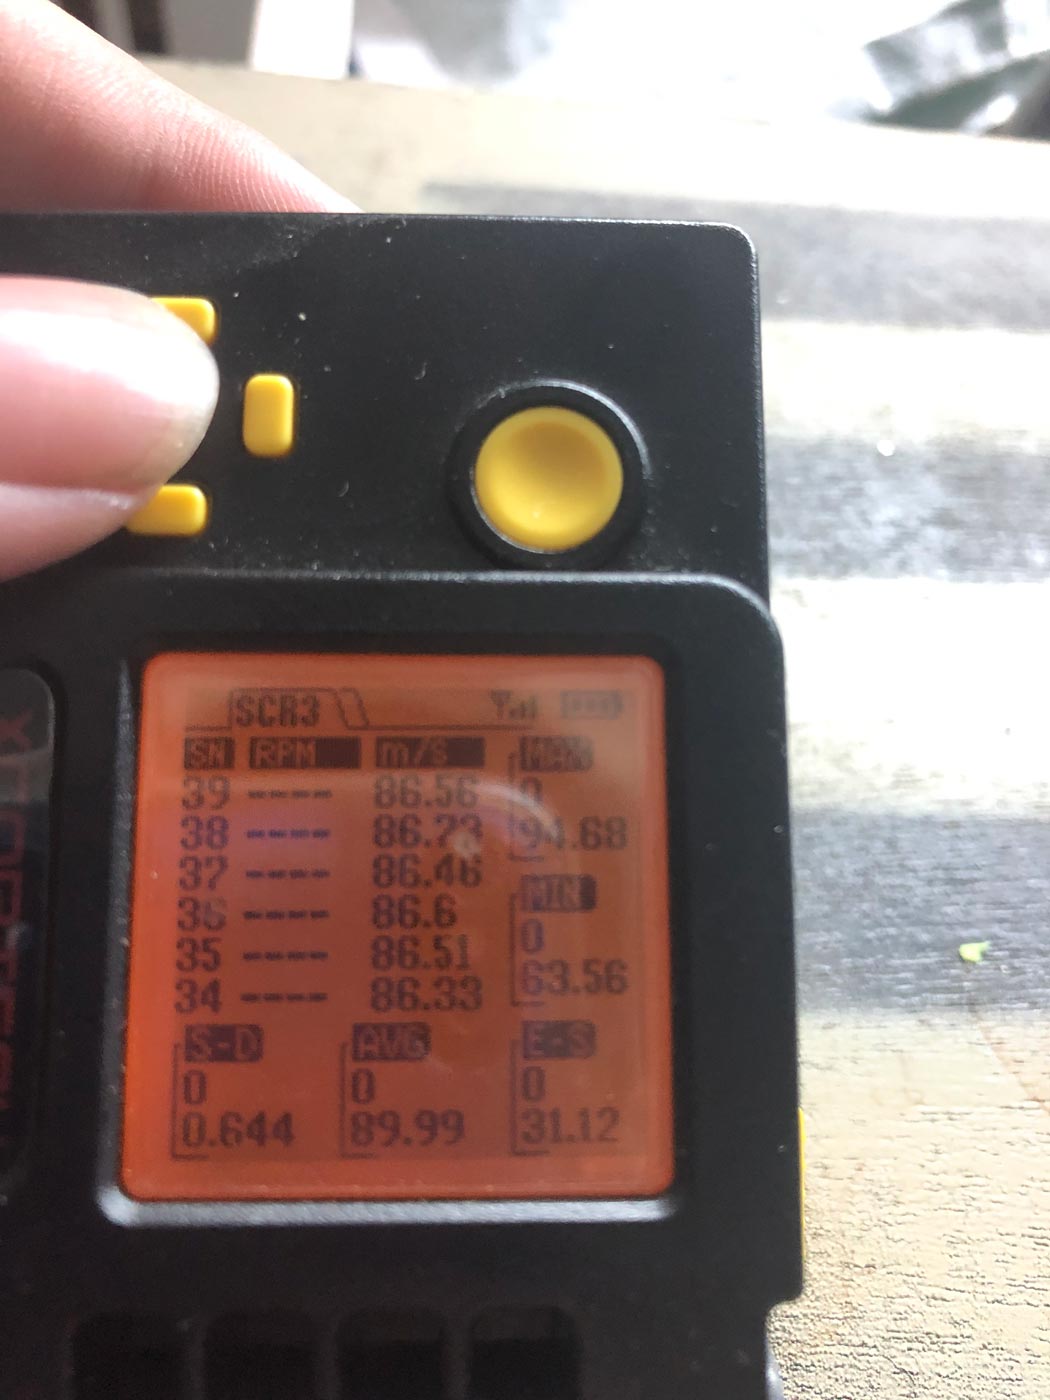 SCR3
SN RPM m/s MAX
39 ---- 86.56 0
38 ---- 86.73 94.68
37 ---- 86.46
36 ---- 86.6 MIN
35 ---- 86.51 0
34 ---- 86.33 63.56
S-D AVG E-S
0 0 0
0.644 89.99 31.12